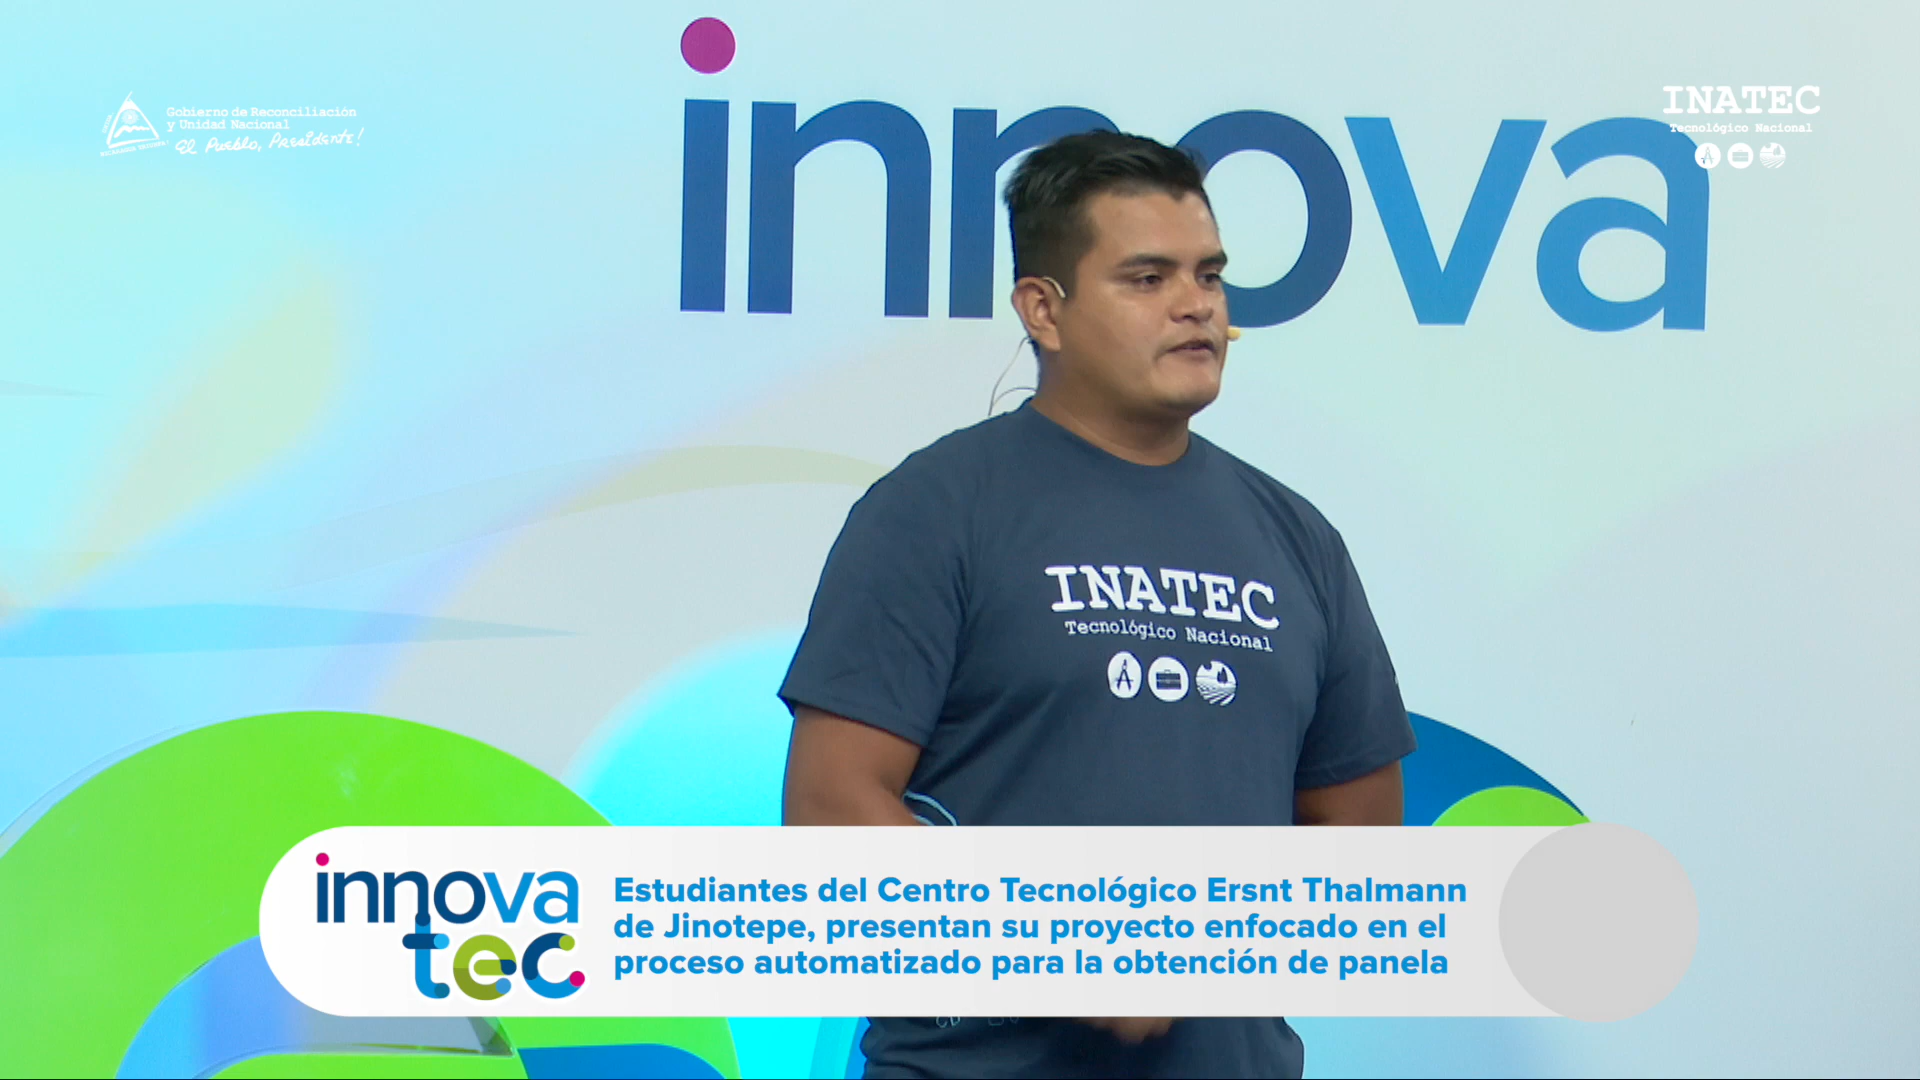 innova
Gobierno de Reconciliación
y Unidad Nacional
El Pueblo, Presidente!
INATEC
Tecnológico Nacional
INATEC
Tecnológico Nacional
innova
tec
Estudiantes del Centro Tecnológico Ersnt Thalmann
de Jinotepe, presentan su proyecto enfocado en el
proceso automatizado para la obtención de panela